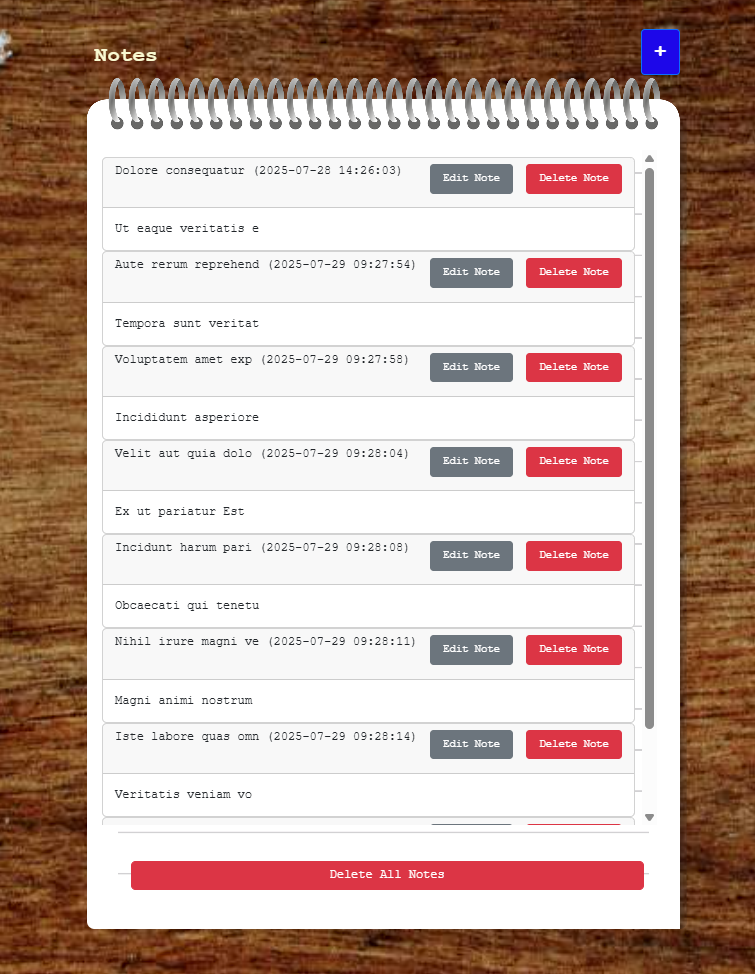 Notes
+
Dolore consequatur (2025-07-28 14:26:03) Edit Note Delete Note
Ut eaque veritatis e
Aute rerum reprehend (2025-07-29 09:27:54) Edit Note Delete Note
Tempora sunt veritat
Voluptatem amet exp (2025-07-29 09:27:58) Edit Note Delete Note
Incididunt asperiore
Velit aut quia dolo (2025-07-29 09:28:04) Edit Note Delete Note
Ex ut pariatur Est
Incidunt harum pari (2025-07-29 09:28:08) Edit Note Delete Note
Obcaecati qui tenetu
Nihil irure magni ve (2025-07-29 09:28:11) Edit Note Delete Note
Magni animi nostrum
Iste labore quas omn (2025-07-29 09:28:14) Edit Note Delete Note
Veritatis veniam vo
Delete All Notes